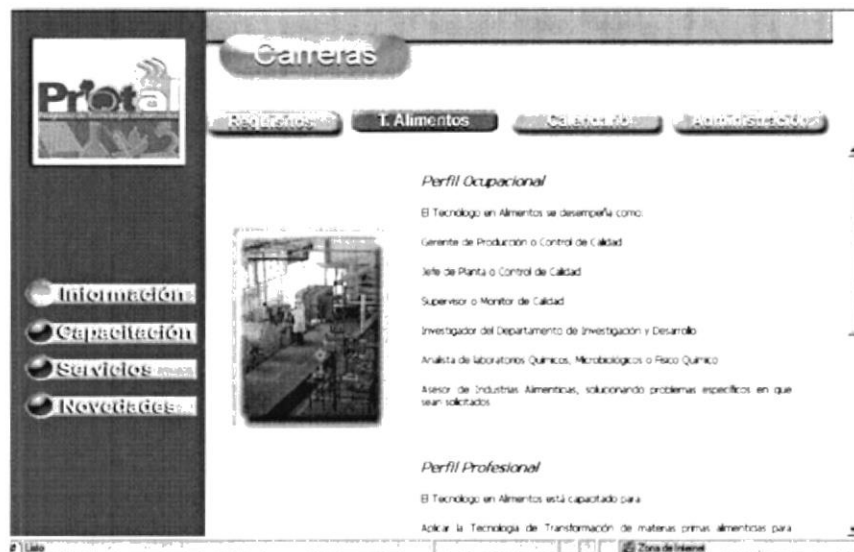 Carreras
Protal
Requisitos
T. Alimentos
Calendario
Administración
Perfil Ocupacional
El Tecnólogo en Alimentos se desempeña como:
Gerente de Producción o Control de Calidad
Jefe de Planta o Control de Calidad
Información
Supervisor o Monitor de Calidad
Capacitación
Investigador del Departamento de Investigación y Desarrollo
Servicios
Analista de laboratorios Químicos, Microbiológicos o Físico Químico
Novedades
Asesor de Industrias Alimenticias, solucionando problemas específicos en que
sean solicitados
Perfil Profesional
El Tecnólogo en Alimentos está capacitado para
Aplicar la Tecnología de Transformación de materias primas alimenticias para
Listo
Zona de Internet